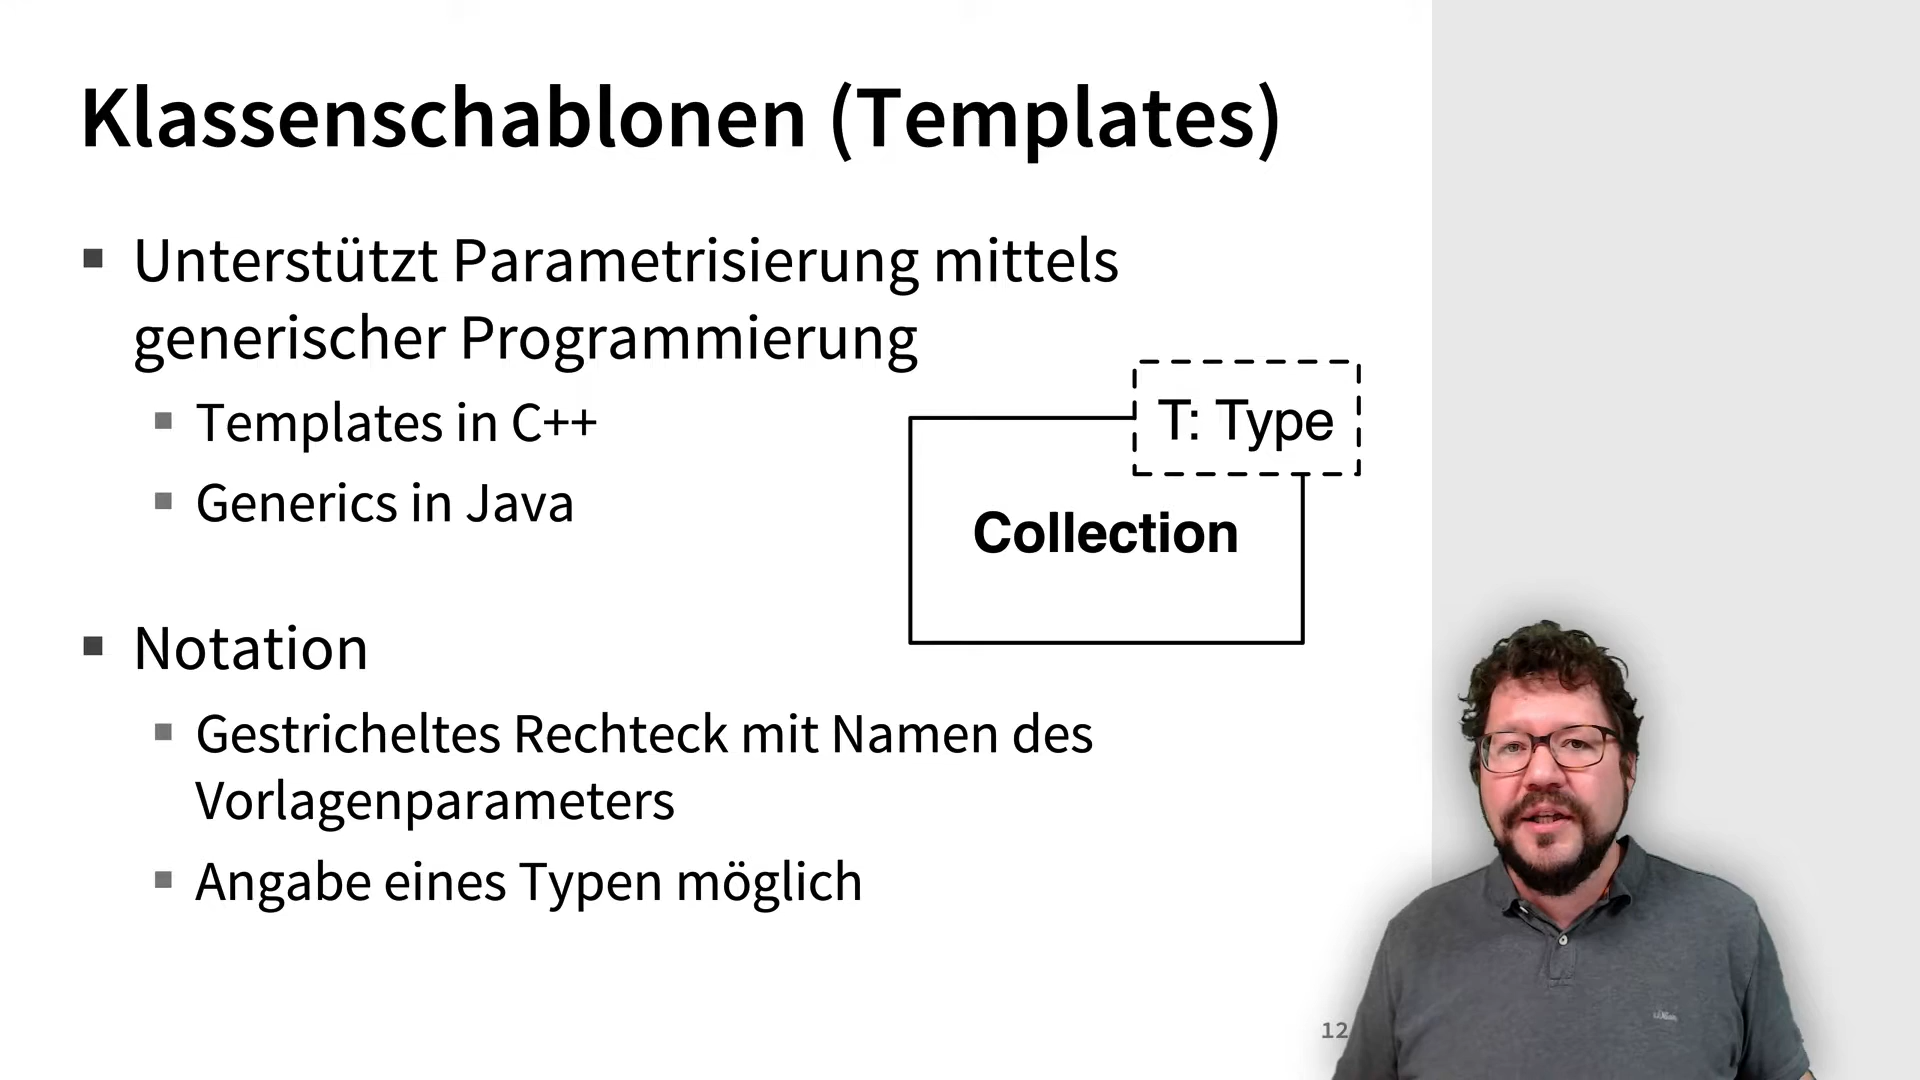 Klassenschablonen (Templates)
▪ Unterstützt Parametrisierung mittels
generischer Programmierung
▪ Templates in C++
▪ Generics in Java
T: Type
Collection
▪ Notation
▪ Gestricheltes Rechteck mit Namen des
Vorlagenparameters
▪ Angabe eines Typen möglich
12